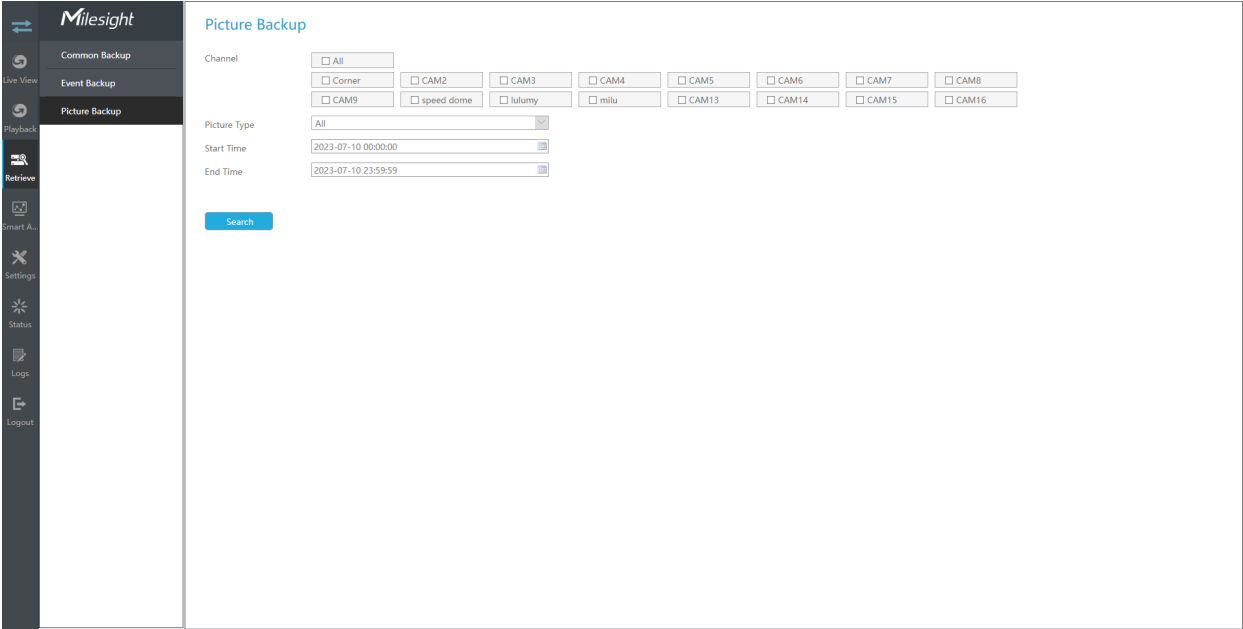 Milesight
Live View
Playback
Retrieve
Smart A...
Settings
Status
Logs
Logout
Common Backup
Event Backup
Picture Backup
Picture Backup
Channel
All
Corner CAM2 CAM3 CAM4 CAM5 CAM6 CAM7 CAM8
CAM9 speed dome lulumy milu CAM13 CAM14 CAM15 CAM16
Picture Type All
Start Time 2023-07-10 00:00:00
End Time 2023-07-10 23:59:59
Search